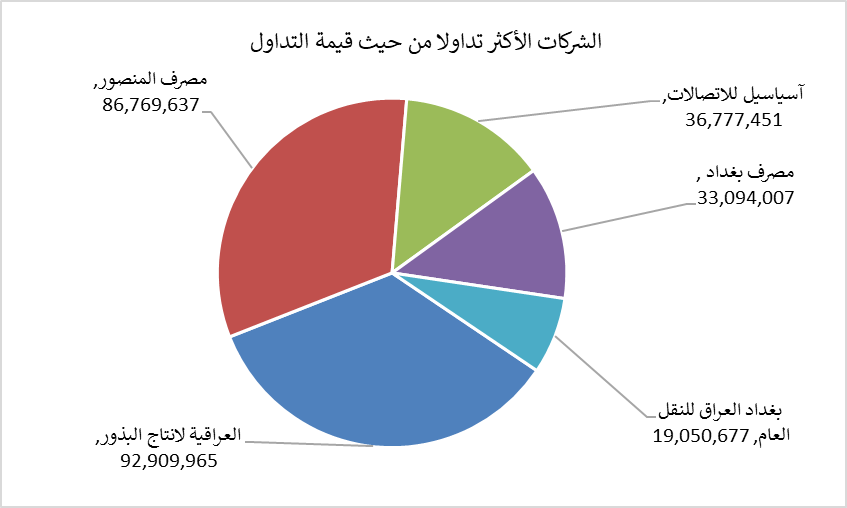 الشركات الأكثر تداولا من حيث قيمة التداول
آسياسيل للاتصالات,
36,777,451
مصرف بغداد ,
33,094,007
بغداد العراق للنقل
العام, 19,050,677
العراقية لانتاج البذور,
92,909,965
مصرف المنصور,
86,769,637